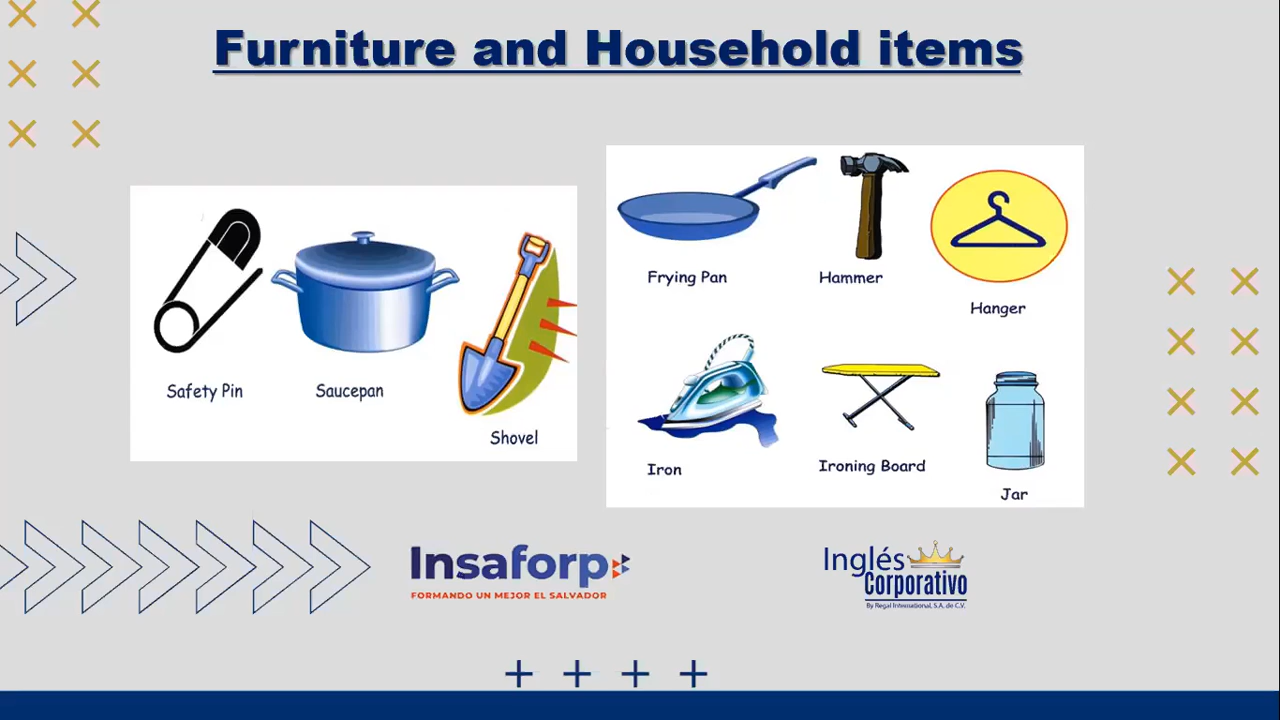 Furniture and Household items
Safety Pin
Saucepan
Shovel
Frying Pan
Hammer
Hanger
Iron
Ironing Board
Jar
Insaforp
FORMANDO UN MEJOR EL SALVADOR
Inglés
Corporativo
By Regal International, S.A. de C.V.